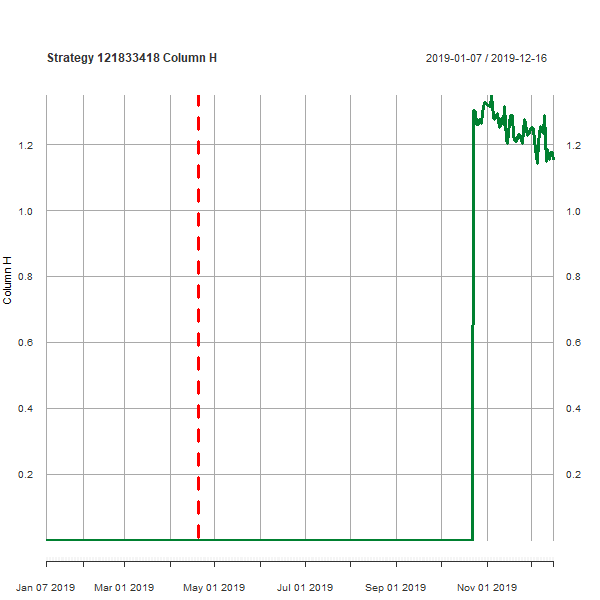 Strategy 121833418 Column H
2019-01-07 / 2019-12-16
1.2
1.2
1.0
1.0
0.8
0.8
Column H
0.6
0.6
0.4
0.4
0.2
0.2
Jan 07 2019
Mar 01 2019
May 01 2019
Jul 01 2019
Sep 01 2019
Nov 01 2019